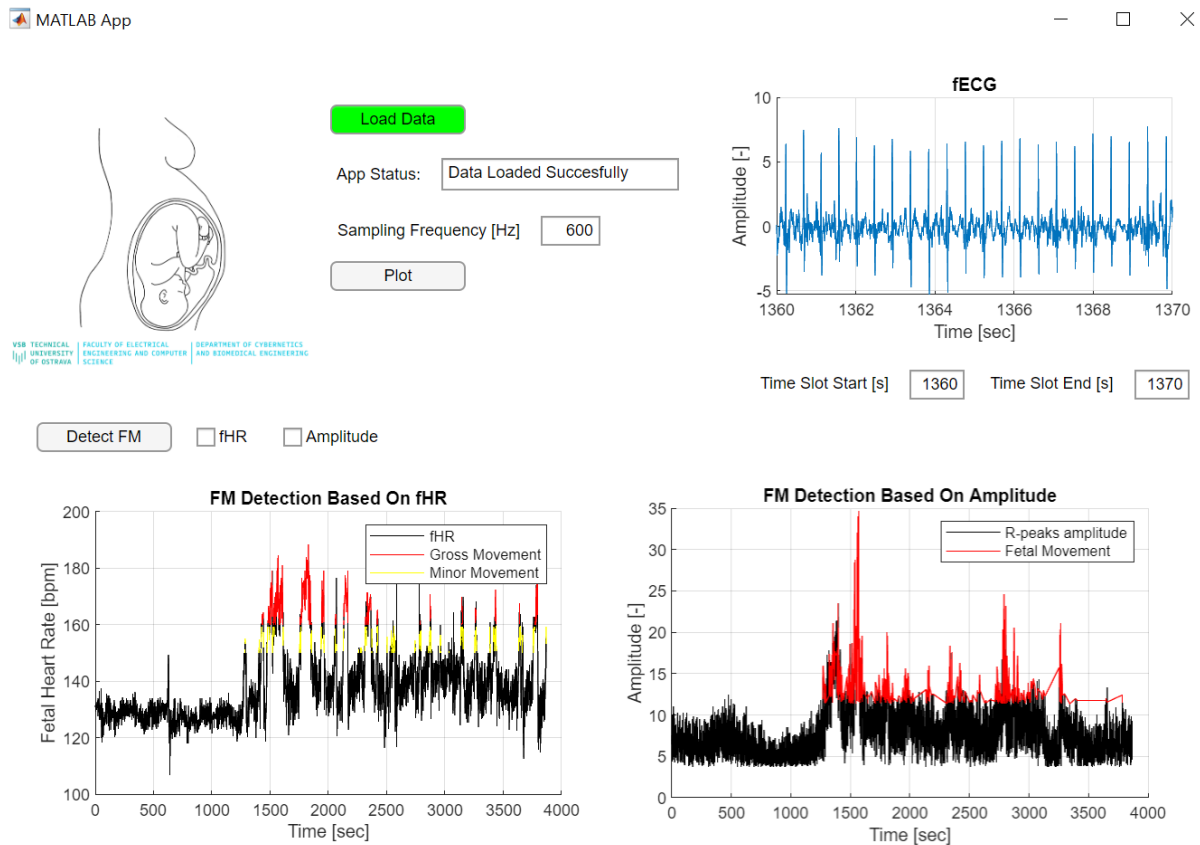 MATLAB App
Load Data
App Status:
Data Loaded Succesfully
Sampling Frequency [Hz]
600
Plot
VSB TECHNICAL
UNIVERSITY
OF OSTRAVA
FACULTY OF ELECTRICAL
ENGINEERING AND COMPUTER
SCIENCE
DEPARTMENT OF CYBERNETICS
AND BIOMEDICAL ENGINEERING
fECG
10
5
0
-5
Amplitude [-]
1360 1362 1364 1366 1368 1370
Time [sec]
Time Slot Start [s]
1360
Time Slot End [s]
1370
Detect FM
fHR
Amplitude
FM Detection Based On fHR
200
180
160
140
120
100
Fetal Heart Rate [bpm]
fHR
Gross Movement
Minor Movement
0 500 1000 1500 2000 2500 3000 3500 4000
Time [sec]
FM Detection Based On Amplitude
35
30
25
20
15
10
5
0
Amplitude [-]
R-peaks amplitude
Fetal Movement
0 500 1000 1500 2000 2500 3000 3500 4000
Time [sec]